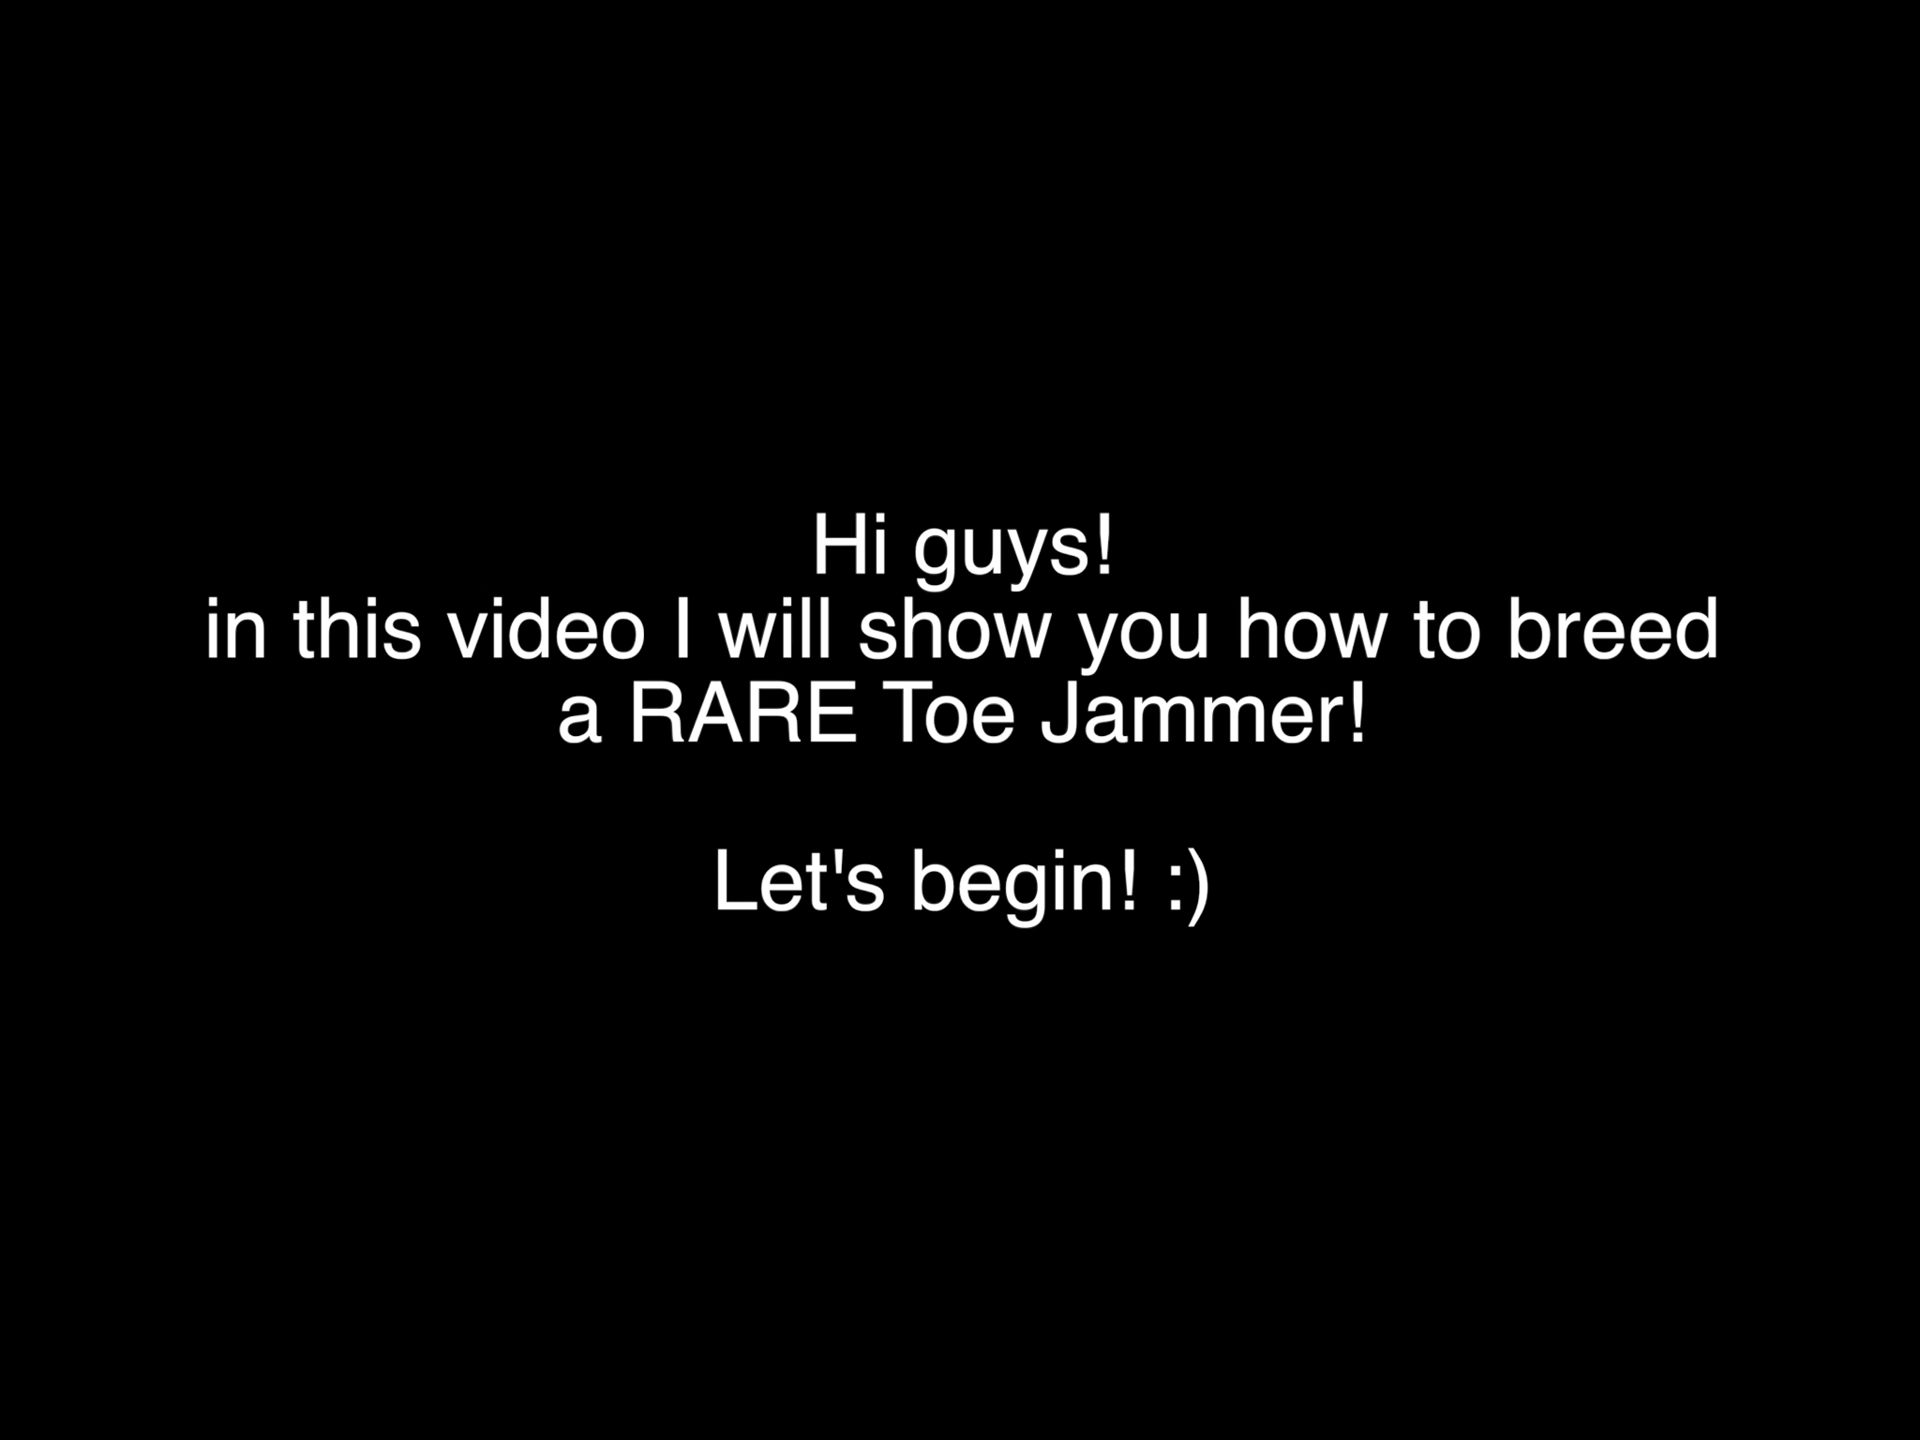 Hi guys!
in this video I will show you how to breed
a RARE Toe Jammer!
Let's begin! :)